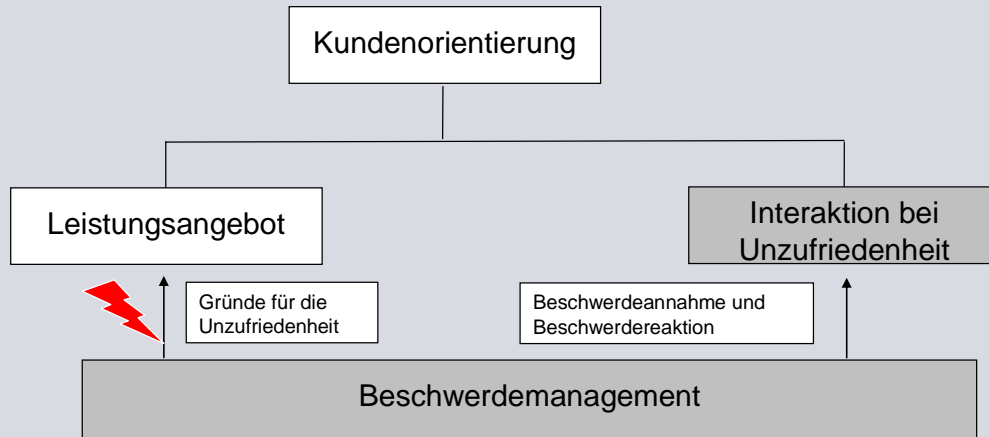 Kundenorientierung
Leistungsangebot
Interaktion bei
Unzufriedenheit
Gründe für die
Unzufriedenheit
Beschwerdeannahme und
Beschwerdereaktion
Beschwerdemanagement